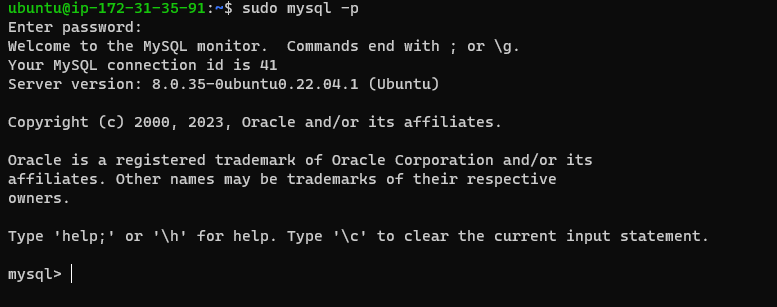 ubuntu@ip-172-31-35-91:~$ sudo mysql -p
Enter password:
Welcome to the MySQL monitor.  Commands end with ; or \g.
Your MySQL connection id is 41
Server version: 8.0.35-0ubuntu0.22.04.1 (Ubuntu)
Copyright (c) 2000, 2023, Oracle and/or its affiliates.
Oracle is a registered trademark of Oracle Corporation and/or its
affiliates. Other names may be trademarks of their respective
owners.
Type 'help;' or '\h' for help. Type '\c' to clear the current input statement.
mysql>